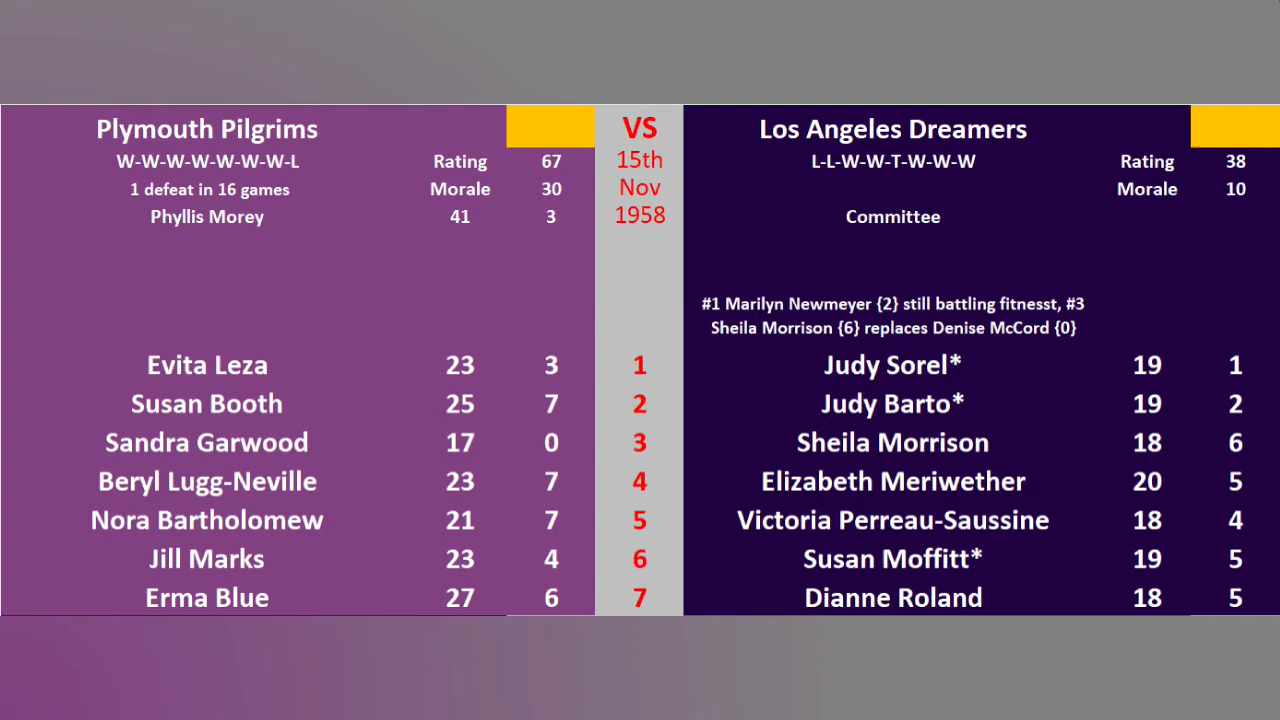 Plymouth Pilgrims VS Los Angeles Dreamers
W-W-W-W-W-W-W-L Rating 67 15th L-L-W-W-T-W-W-W Rating 38
1 defeat in 16 games Morale 30 Nov Morale 10
Phyllis Morey 41 3 1958 Committee
#1 Marilyn Newmeyer {2} still battling fitnesst, #3
Sheila Morrison {6} replaces Denise McCord {0}
Evita Leza 23 3 1 Judy Sorel* 19 1
Susan Booth 25 7 2 Judy Barto* 19 2
Sandra Garwood 17 0 3 Sheila Morrison 18 6
Beryl Lugg-Neville 23 7 4 Elizabeth Meriwether 20 5
Nora Bartholomew 21 7 5 Victoria Perreau-Saussine 18 4
Jill Marks 23 4 6 Susan Moffitt* 19 5
Erma Blue 27 6 7 Dianne Roland 18 5